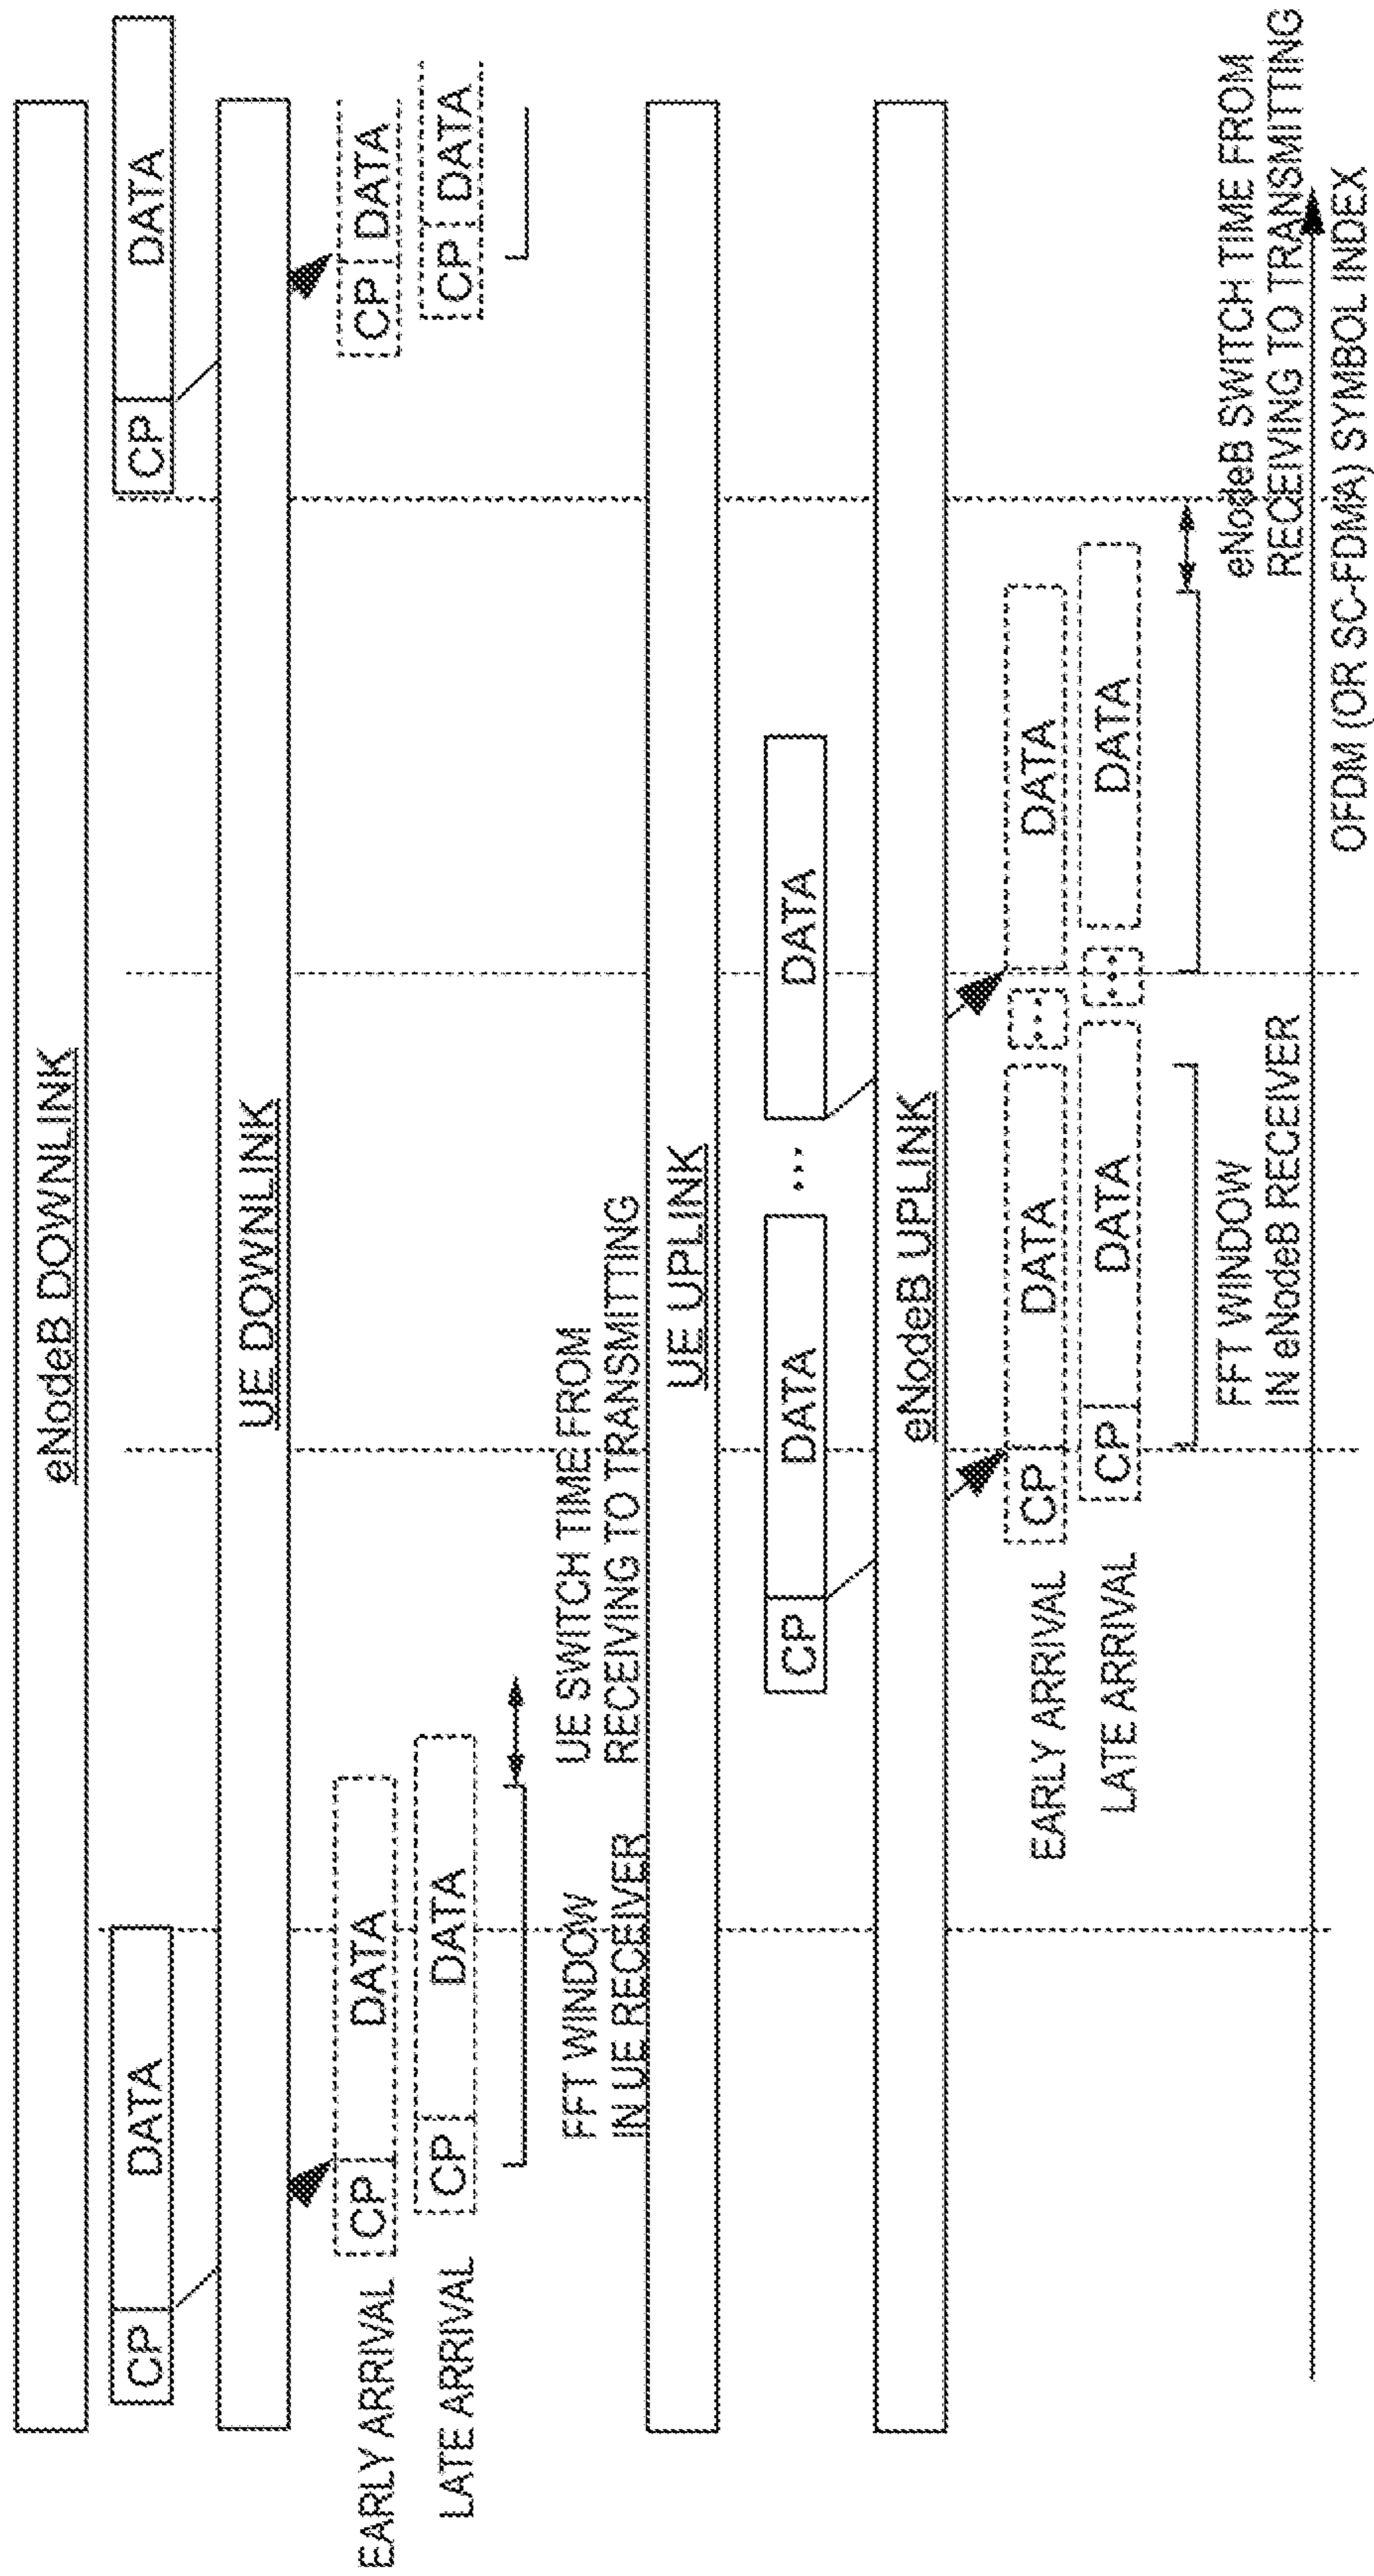 eNodeB DOWNLINK
CP DATA
CP DATA
UE DOWNLINK
EARLY ARRIVAL
CP DATA
CP DATA
LATE ARRIVAL
CP DATA
CP DATA
FFT WINDOW
IN UE RECEIVER
UE SWITCH TIME FROM
RECEIVING TO TRANSMITTING
UE UPLINK
CP DATA ... DATA
eNodeB UPLINK
EARLY ARRIVAL
CP DATA ... DATA
LATE ARRIVAL
CP DATA ... DATA
FFT WINDOW
IN eNodeB RECEIVER
eNodeB SWITCH TIME FROM
RECEIVING TO TRANSMITTING
OFDM (OR SC-FDMA) SYMBOL INDEX